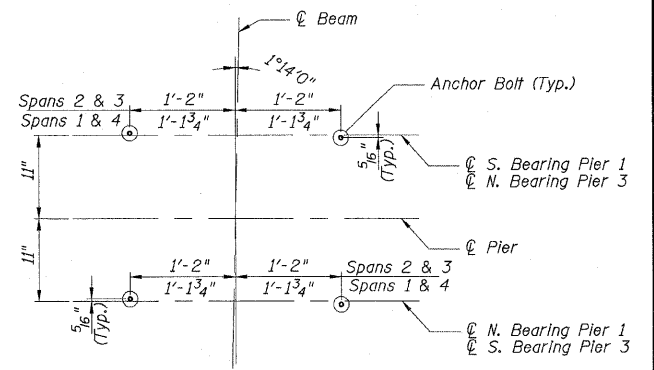 ℄ Beam
1°14'0"
Anchor Bolt (Typ.)
Spans 2 & 3
1'-2"
1'-2"
Spans 1 & 4
1'-1¾"
1'-1¾"
5/16" (Typ.)
11"
℄ S. Bearing Pier 1
℄ N. Bearing Pier 3
℄ Pier
11"
1'-2"
1'-2"
Spans 2 & 3
1'-1¾"
1'-1¾"
Spans 1 & 4
5/16" (Typ.)
℄ N. Bearing Pier 1
℄ S. Bearing Pier 3